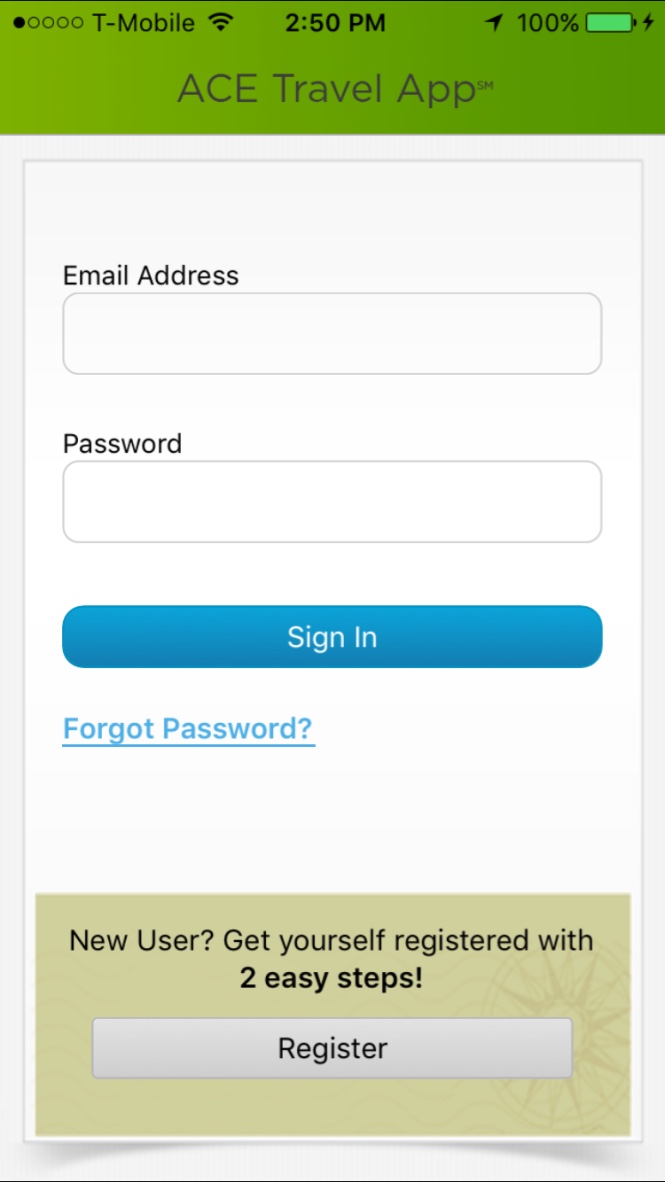 T-Mobile 2:50 PM 100%
ACE Travel App℠
Email Address
Password
Sign In
Forgot Password?
New User? Get yourself registered with
2 easy steps!
Register